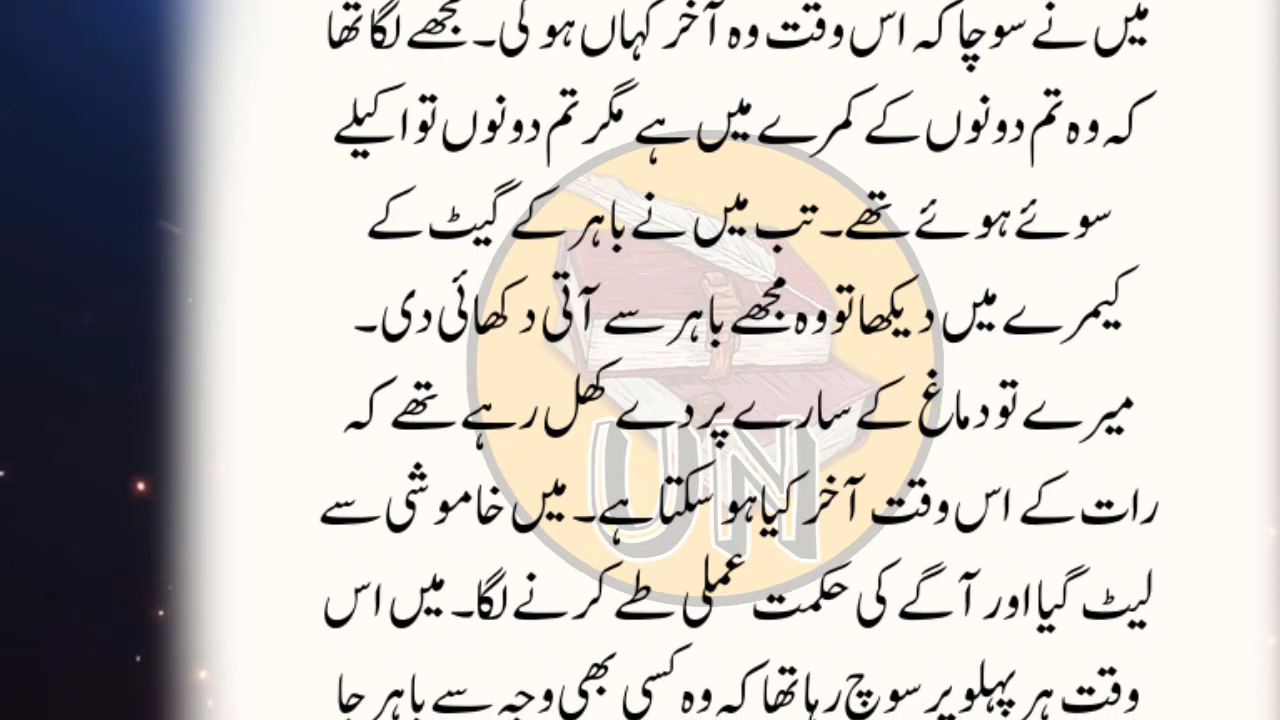 میں نے سوچا کہ اس وقت وہ آخر کہاں ہو گی۔ مجھے لگا تھا
کہ وہ تم دونوں کے کمرے میں ہے مگر تم دونوں تو اکیلے
سوئے ہوئے تھے۔ تب میں نے باہر کے گیٹ کے
کیمرے میں دیکھا تو وہ مجھے باہر سے آتی دکھائی دی۔
میرے تو دماغ کے سارے پردے کھل رہے تھے کہ
رات کے اس وقت آخر کیا ہو سکتا ہے۔ میں خاموشی سے
لیٹ گیا اور آگے کی حکمت عملی طے کرنے لگا۔ میں اس
وقت ہر پہلو پر سوچ رہا تھا کہ وہ کسی بھی وجہ سے باہر جا
UN